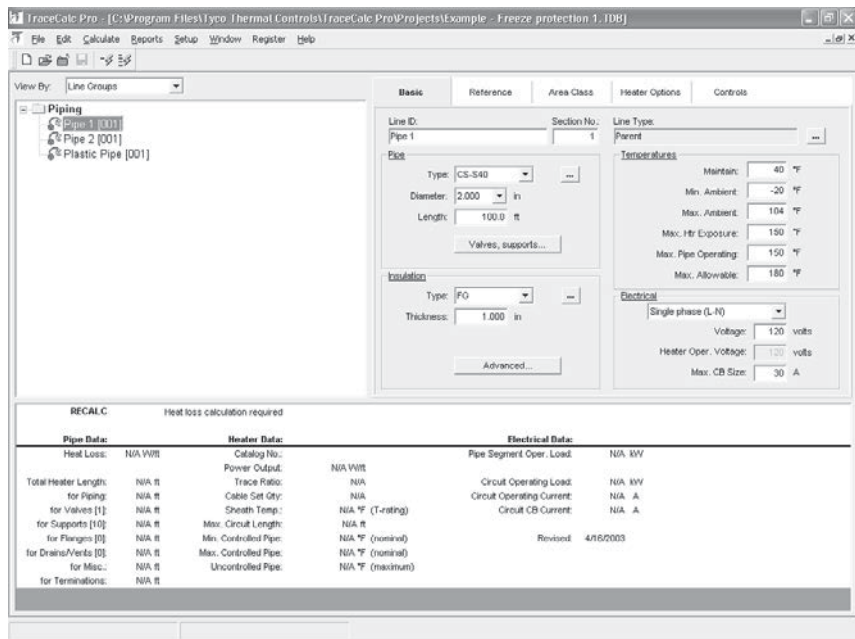 TraceCalc Pro - [C:\Program Files\Tyco Thermal Controls\TraceCalc Pro\Projects\Example - Freeze protection 1.TDB]
File Edit Calculate Reports Setup Window Register Help
View By: Line Groups
Piping
Pipe 1 [001]
Pipe 2 [001]
Plastic Pipe [001]
Basic Reference Area Class Heater Options Controls
Line ID: Section No.: Line Type:
Pipe 1 1 Parent ...
Pipe
Type: CS-S40 ...
Diameter: 2.000 in
Length: 100.0 ft
Valves, supports...
Insulation
Type: FG ...
Thickness: 1.000 in
Advanced...
Temperatures
Maintain: 40 °F
Min. Ambient: -20 °F
Max. Ambient: 104 °F
Max. Htr Exposure: 150 °F
Max. Pipe Operating: 150 °F
Max. Allowable: 180 °F
Electrical
Single phase (L-N)
Voltage: 120 volts
Heater Oper. Voltage: 120 volts
Max. CB Size: 30 A
RECALC Heat loss calculation required
Pipe Data: Heater Data: Electrical Data:
Heat Loss: N/A W/ft Catalog No.: Pipe Segment Oper. Load: N/A kW
Power Output: N/A W/ft
Total Heater Length: N/A ft Trace Ratio: N/A Circuit Operating Load: N/A kW
for Piping: N/A ft Cable Set Qty: N/A Circuit Operating Current: N/A A
for Valves [1]: N/A ft Sheath Temp.: N/A °F (T-rating) Circuit CB Current: N/A A
for Supports [10]: N/A ft Max. Circuit Length: N/A ft
for Flanges [0]: N/A ft Min. Controlled Pipe: N/A °F (nominal) Revised: 4/16/2003
for Drains/Vents [0]: N/A ft Max. Controlled Pipe: N/A °F (nominal)
for Misc.: N/A ft Uncontrolled Pipe: N/A °F (maximum)
for Terminations: N/A ft